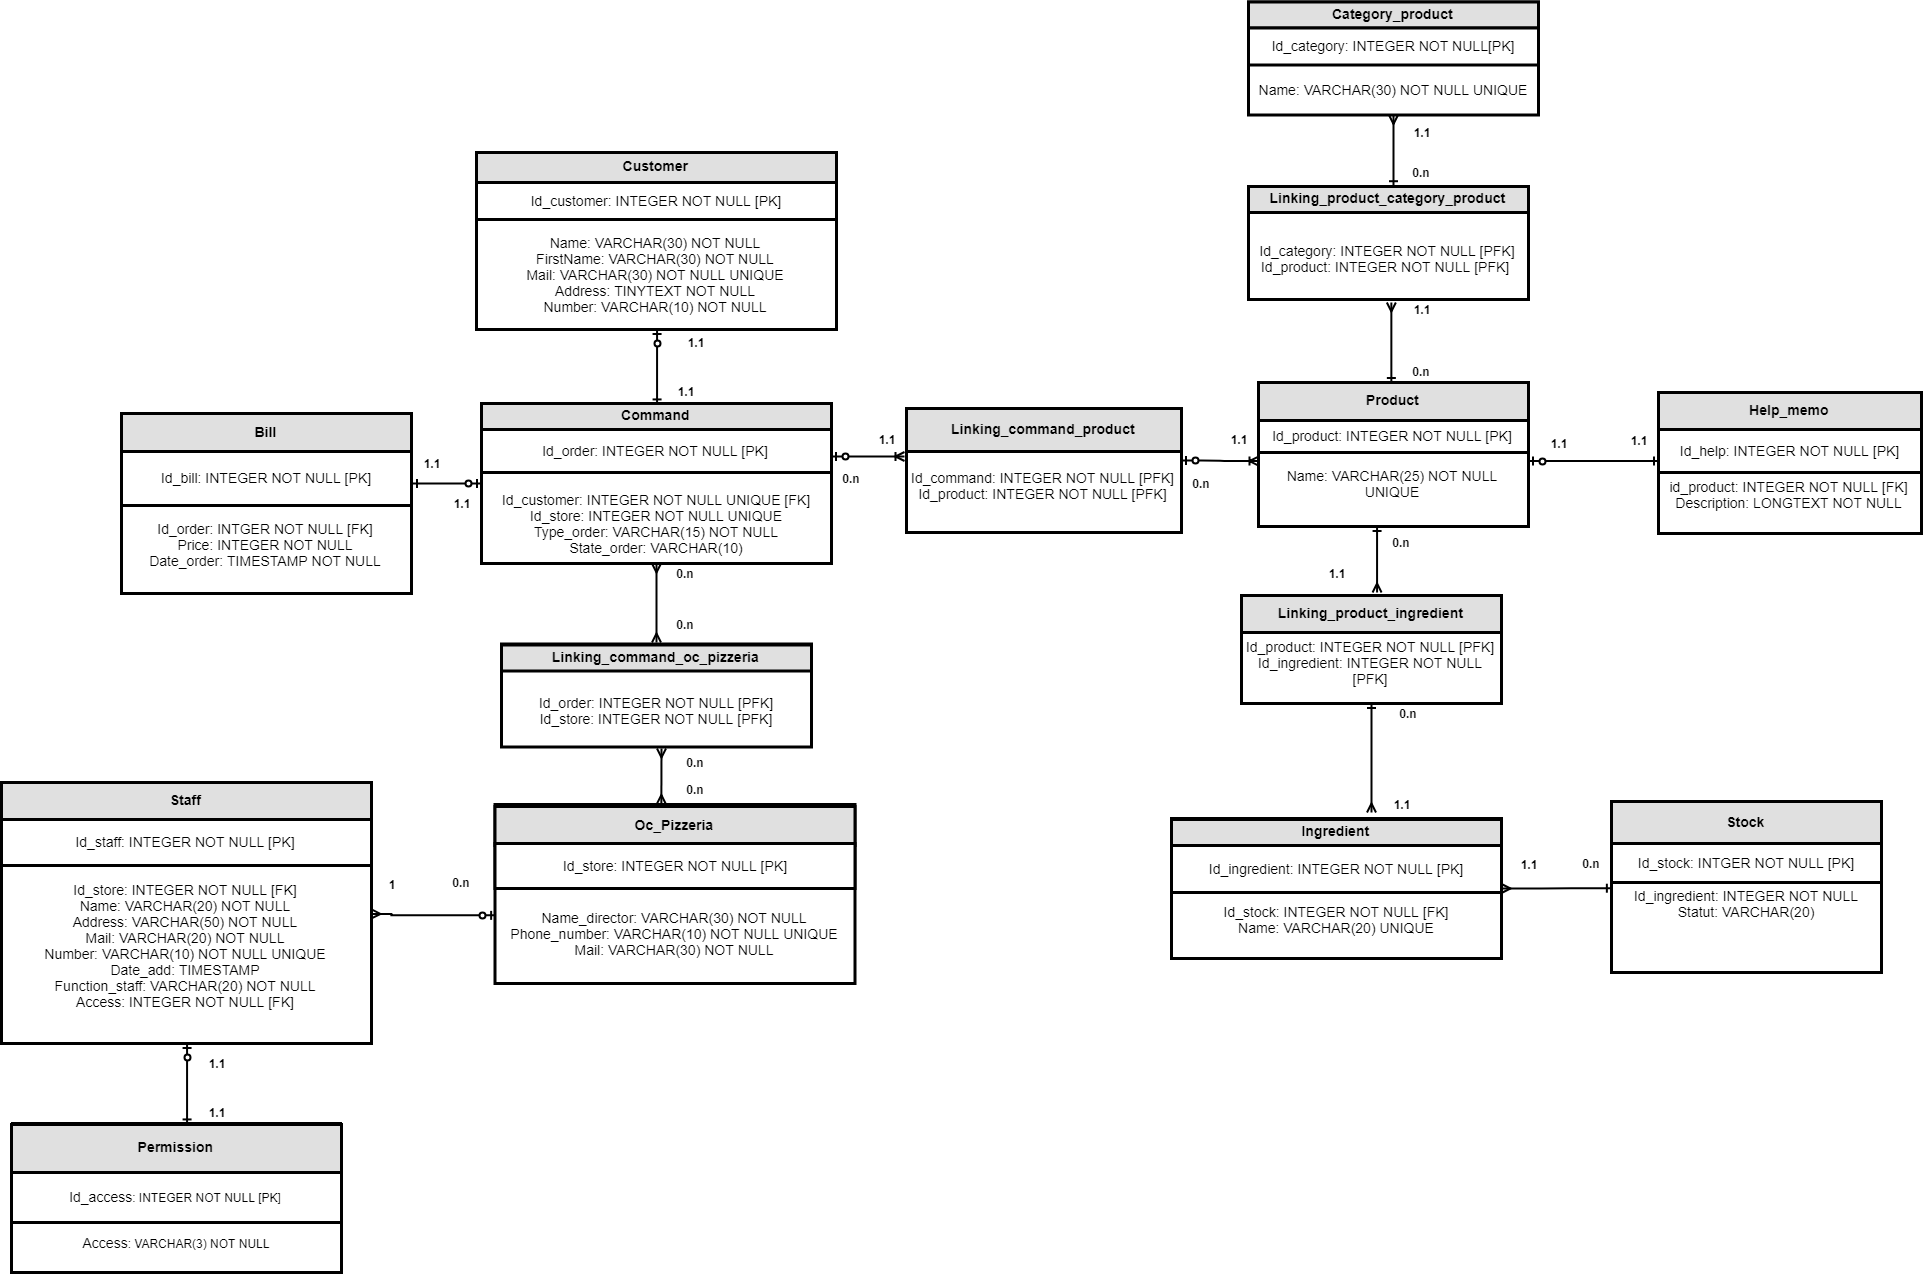 Category_product
Id_category: INTEGER NOT NULL[PK]
Name: VARCHAR(30) NOT NULL UNIQUE
1.1
0.n
Linking_product_category_product
Id_category: INTEGER NOT NULL [PFK]
Id_product: INTEGER NOT NULL [PFK]
1.1
0.n
Customer
Id_customer: INTEGER NOT NULL [PK]
Name: VARCHAR(30) NOT NULL
FirstName: VARCHAR(30) NOT NULL
Mail: VARCHAR(30) NOT NULL UNIQUE
Address: TINYTEXT NOT NULL
Number: VARCHAR(10) NOT NULL
1.1
1.1
Bill
Id_bill: INTEGER NOT NULL [PK]
Id_order: INTGER NOT NULL [FK]
Price: INTEGER NOT NULL
Date_order: TIMESTAMP NOT NULL
1.1
1.1
Command
Id_order: INTEGER NOT NULL [PK]
Id_customer: INTEGER NOT NULL UNIQUE [FK]
Id_store: INTEGER NOT NULL UNIQUE
Type_order: VARCHAR(15) NOT NULL
State_order: VARCHAR(10)
1.1
0.n
Linking_command_product
Id_command: INTEGER NOT NULL [PFK]
Id_product: INTEGER NOT NULL [PFK]
1.1
0.n
Product
Id_product: INTEGER NOT NULL [PK]
Name: VARCHAR(25) NOT NULL
UNIQUE
1.1
1.1
Help_memo
Id_help: INTEGER NOT NULL [PK]
id_product: INTEGER NOT NULL [FK]
Description: LONGTEXT NOT NULL
0.n
0.n
Linking_command_oc_pizzeria
Id_order: INTEGER NOT NULL [PFK]
Id_store: INTEGER NOT NULL [PFK]
0.n
0.n
0.n
1.1
Linking_product_ingredient
Id_product: INTEGER NOT NULL [PFK]
Id_ingredient: INTEGER NOT NULL
[PFK]
0.n
1.1
Staff
Id_staff: INTEGER NOT NULL [PK]
Id_store: INTEGER NOT NULL [FK]
Name: VARCHAR(20) NOT NULL
Address: VARCHAR(50) NOT NULL
Mail: VARCHAR(20) NOT NULL
Number: VARCHAR(10) NOT NULL UNIQUE
Date_add: TIMESTAMP
Function_staff: VARCHAR(20) NOT NULL
Access: INTEGER NOT NULL [FK]
1
0.n
Oc_Pizzeria
Id_store: INTEGER NOT NULL [PK]
Name_director: VARCHAR(30) NOT NULL
Phone_number: VARCHAR(10) NOT NULL UNIQUE
Mail: VARCHAR(30) NOT NULL
Ingredient
Id_ingredient: INTEGER NOT NULL [PK]
Id_stock: INTEGER NOT NULL [FK]
Name: VARCHAR(20) UNIQUE
1.1
0.n
Stock
Id_stock: INTGER NOT NULL [PK]
Id_ingredient: INTEGER NOT NULL
Statut: VARCHAR(20)
1.1
1.1
Permission
Id_access: INTEGER NOT NULL [PK]
Access: VARCHAR(3) NOT NULL